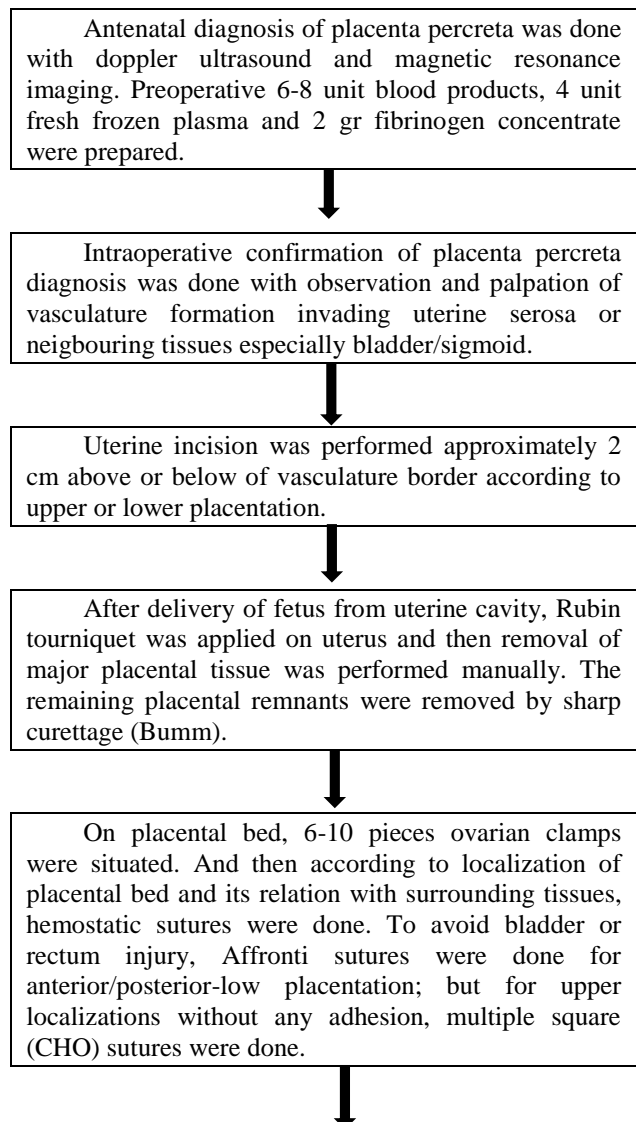 Antenatal diagnosis of placenta percreta was done
with doppler ultrasound and magnetic resonance
imaging. Preoperative 6-8 unit blood products, 4 unit
fresh frozen plasma and 2 gr fibrinogen concentrate
were prepared.
Intraoperative confirmation of placenta percreta
diagnosis was done with observation and palpation of
vasculature formation invading uterine serosa or
neigbouring tissues especially bladder/sigmoid.
Uterine incision was performed approximately 2
cm above or below of vasculature border according to
upper or lower placentation.
After delivery of fetus from uterine cavity, Rubin
tourniquet was applied on uterus and then removal of
major placental tissue was performed manually. The
remaining placental remnants were removed by sharp
curettage (Bumm).
On placental bed, 6-10 pieces ovarian clamps
were situated. And then according to localization of
placental bed and its relation with surrounding tissues,
hemostatic sutures were done. To avoid bladder or
rectum injury, Affronti sutures were done for
anterior/posterior-low placentation; but for upper
localizations without any adhesion, multiple square
(CHO) sutures were done.